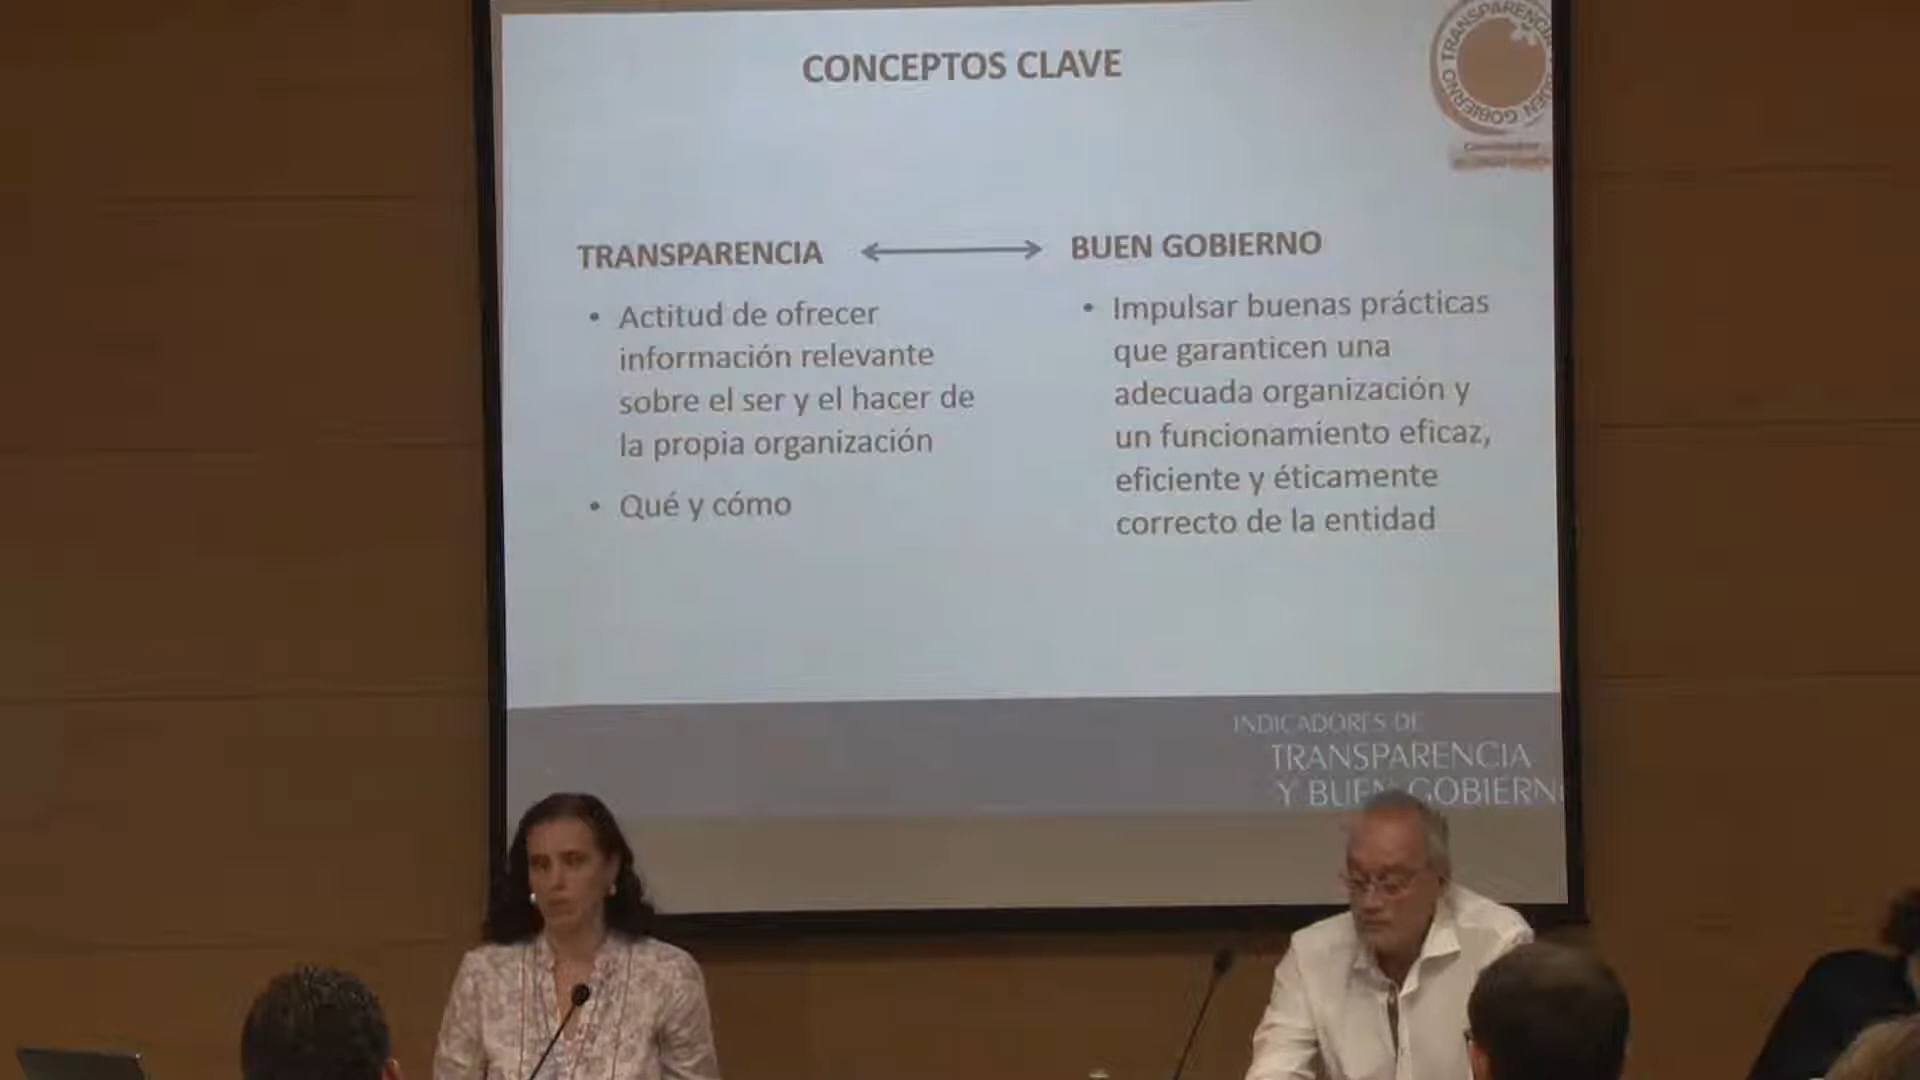 CONCEPTOS CLAVE
TRANSPARENCIA
• Actitud de ofrecer
información relevante
sobre el ser y el hacer de
la propia organización
• Qué y cómo
BUEN GOBIERNO
• Impulsar buenas prácticas
que garanticen una
adecuada organización y
un funcionamiento eficaz,
eficiente y éticamente
correcto de la entidad
TRANSPARENCIA
GOBIERNO
INDICADORES DE
TRANSPARENCIA
Y BUEN GOBIERN